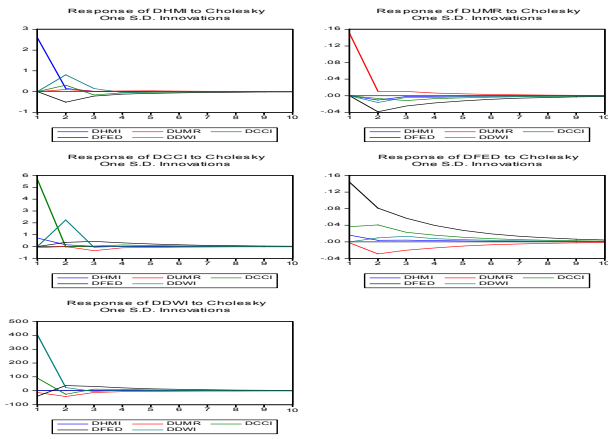 Response of DHMI to Cholesky
One S.D. Innovations
3
2
1
0
-1
1 2 3 4 5 6 7 8 9 10
DHMI DUMR DCCI
DFED DDWI
Response of DUMR to Cholesky
One S.D. Innovations
.16
.12
.08
.04
-.00
-.04
1 2 3 4 5 6 7 8 9 10
DHMI DUMR DCCI
DFED DDWI
Response of DCCI to Cholesky
One S.D. Innovations
6
5
4
3
2
1
0
-1
1 2 3 4 5 6 7 8 9 10
DHMI DUMR DCCI
DFED DDWI
Response of DFED to Cholesky
One S.D. Innovations
.16
.12
.08
.04
-.00
-.04
1 2 3 4 5 6 7 8 9 10
DHMI DUMR DCCI
DFED DDWI
Response of DDWI to Cholesky
One S.D. Innovations
500
400
300
200
100
0
-100
1 2 3 4 5 6 7 8 9 10
DHMI DUMR DCCI
DFED DDWI